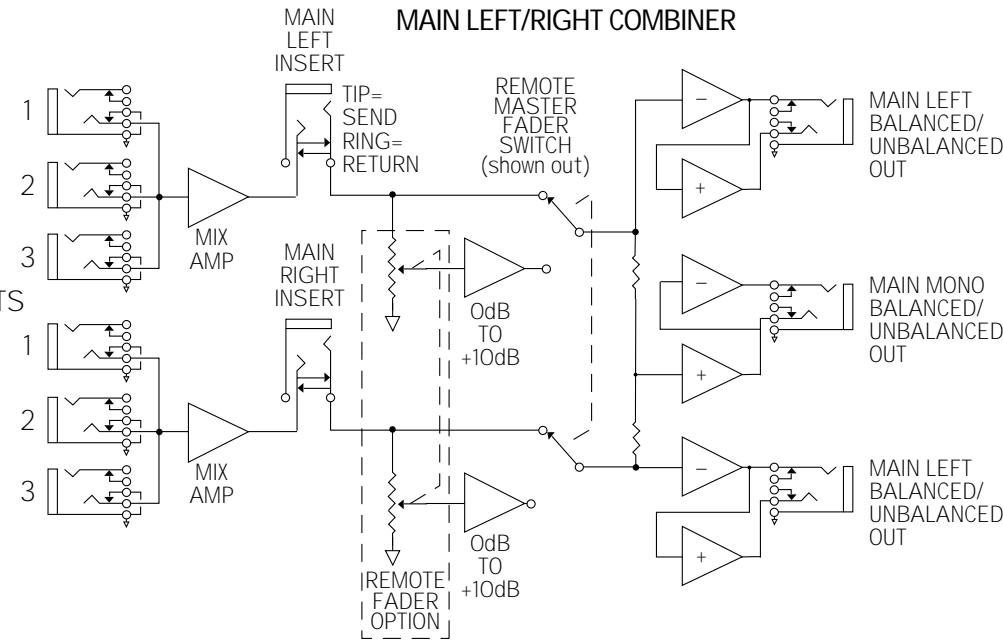 MAIN LEFT/RIGHT COMBINER
MAIN
LEFT
INSERT
TIP=
SEND
RING=
RETURN
1
2
3
MIX
AMP
REMOTE
MASTER
FADER
SWITCH
(shown out)
–
+
MAIN LEFT
BALANCED/
UNBALANCED
OUT
MAIN
RIGHT
INSERT
0dB
TO
+10dB
–
+
MAIN MONO
BALANCED/
UNBALANCED
OUT
TS
1
2
3
MIX
AMP
0dB
TO
+10dB
REMOTE
FADER
OPTION
–
+
MAIN LEFT
BALANCED/
UNBALANCED
OUT